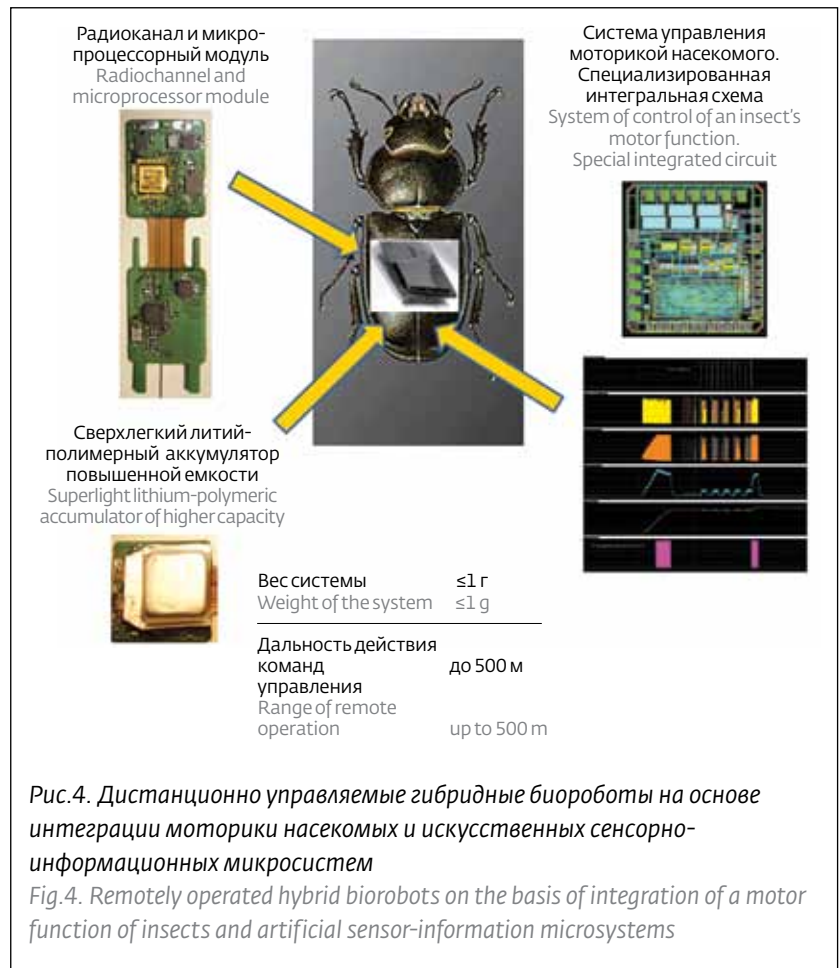 Радиоканал и микро-
процессорный модуль
Radiochannel and
microprocessor module
Система управления
моторикой насекомого.
Специализированная
интегральная схема
System of control of an insect's
motor function.
Special integrated circuit
Сверхлегкий литий-
полимерный аккумулятор
повышенной емкости
Superlight lithium-polymeric
accumulator of higher capacity
Вес системы ≤1 г
Weight of the system ≤1 g
Дальность действия
команд
управления до 500 м
Range of remote
operation up to 500 m
Рис.4. Дистанционно управляемые гибридные биороботы на основе
интеграции моторики насекомых и искусственных сенсорно-
информационных микросистем
Fig.4. Remotely operated hybrid biorobots on the basis of integration of a motor
function of insects and artificial sensor-information microsystems